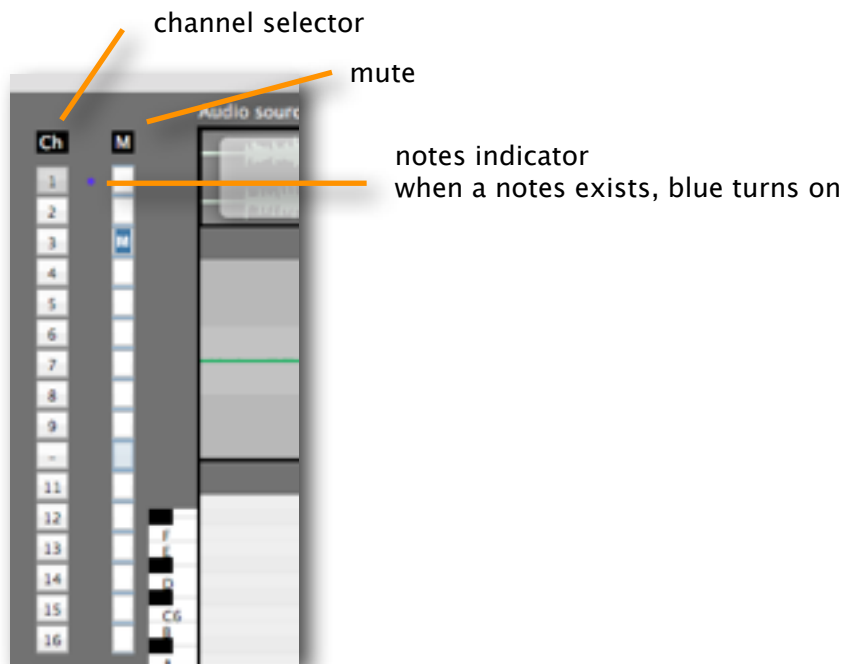 channel selector
mute
Audio sourc
Ch M
notes indicator
when a notes exists, blue turns on
1
2
3 M
4
5
6
7
8
9
-
11
12
13
14
15
16
F
E
D
C6
B
A